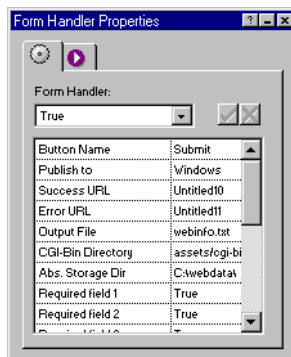 Form Handler Properties
Form Handler:
True
Button Name Submit
Publish to Windows
Success URL Untitled10
Error URL Untitled11
Output File webinfo.txt
CGI-Bin Directory assets/cgi-bi
Abs. Storage Dir C:\webdata\
Required field 1 True
Required field 2 True